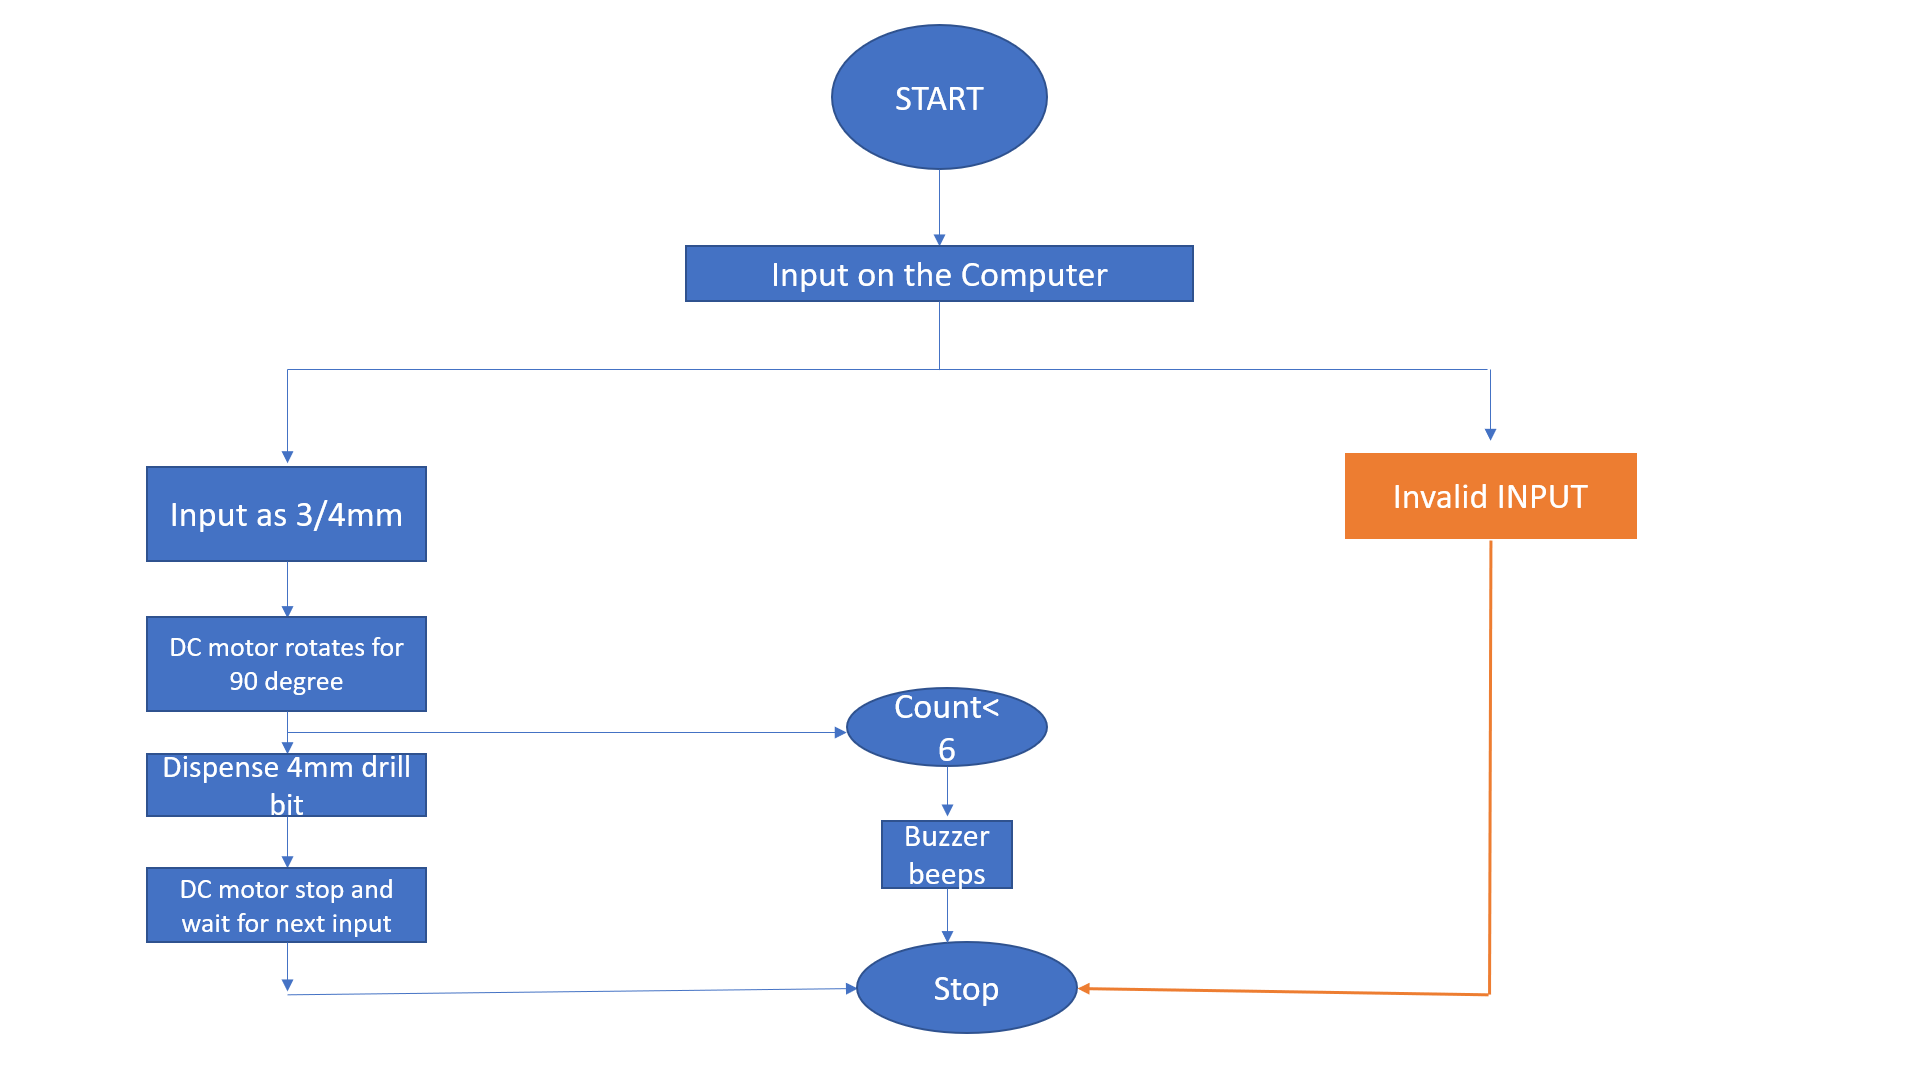 START
Input on the Computer
Input as 3/4mm
Invalid INPUT
DC motor rotates for
90 degree
Count<
6
Dispense 4mm drill
bit
Buzzer
beeps
DC motor stop and
wait for next input
Stop